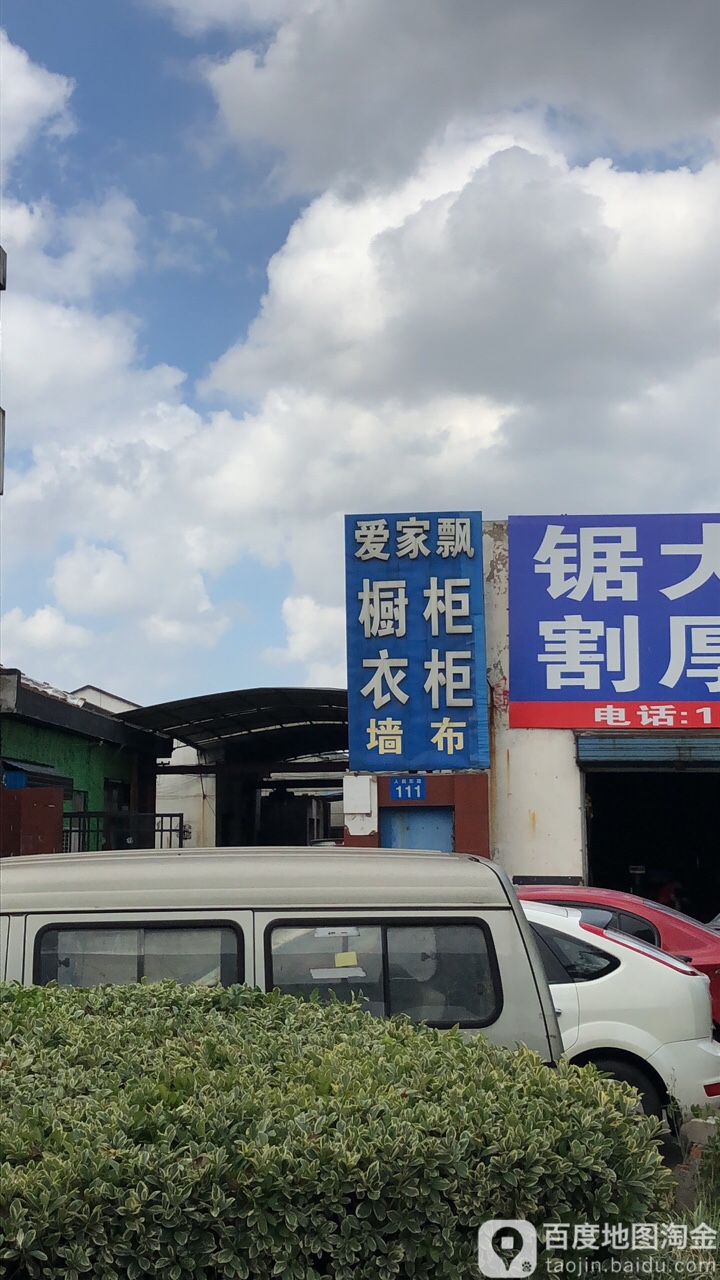 爱家飘
橱柜
衣柜
墙布
锯大
割厚
电话:1
111
百度地图淘金
taojin.baidu.com